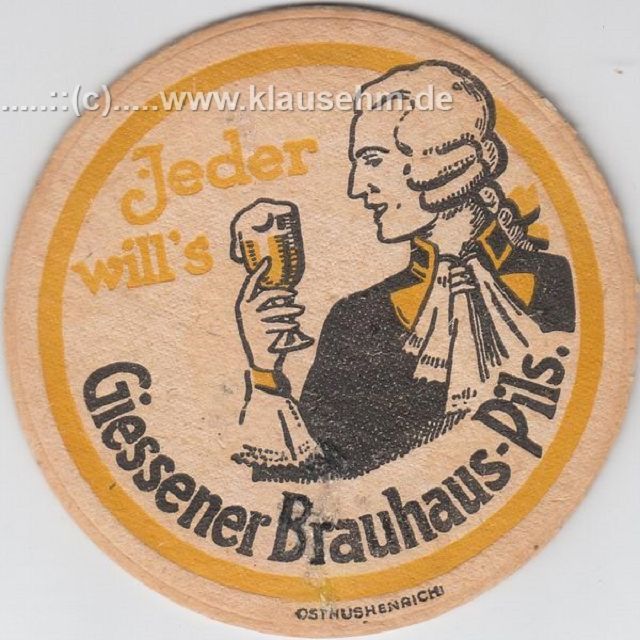 .....::(c).....www.klausehm.de
Jeder
will's
Giessener Brauhaus-Pils.
OSTHUSHENRICH